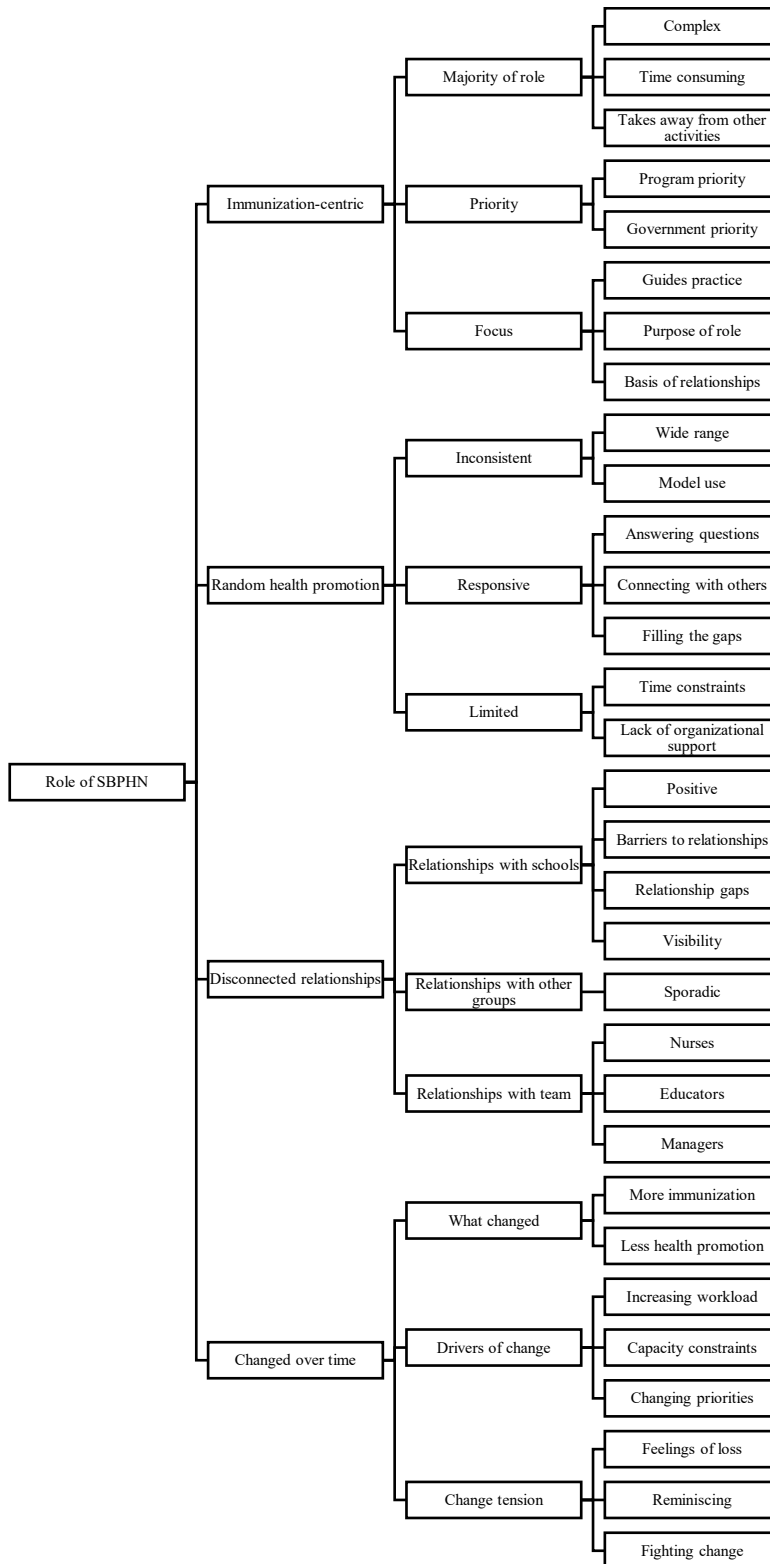 Role of SBPHN
Immunization-centric
Majority of role
Complex
Time consuming
Takes away from other
activities
Priority
Program priority
Government priority
Focus
Guides practice
Purpose of role
Basis of relationships
Random health promotion
Inconsistent
Wide range
Model use
Responsive
Answering questions
Connecting with others
Filling the gaps
Limited
Time constraints
Lack of organizational
support
Disconnected relationships
Relationships with schools
Positive
Barriers to relationships
Relationship gaps
Visibility
Relationships with other
groups
Sporadic
Relationships with team
Nurses
Educators
Managers
Changed over time
What changed
More immunization
Less health promotion
Drivers of change
Increasing workload
Capacity constraints
Changing priorities
Change tension
Feelings of loss
Reminiscing
Fighting change